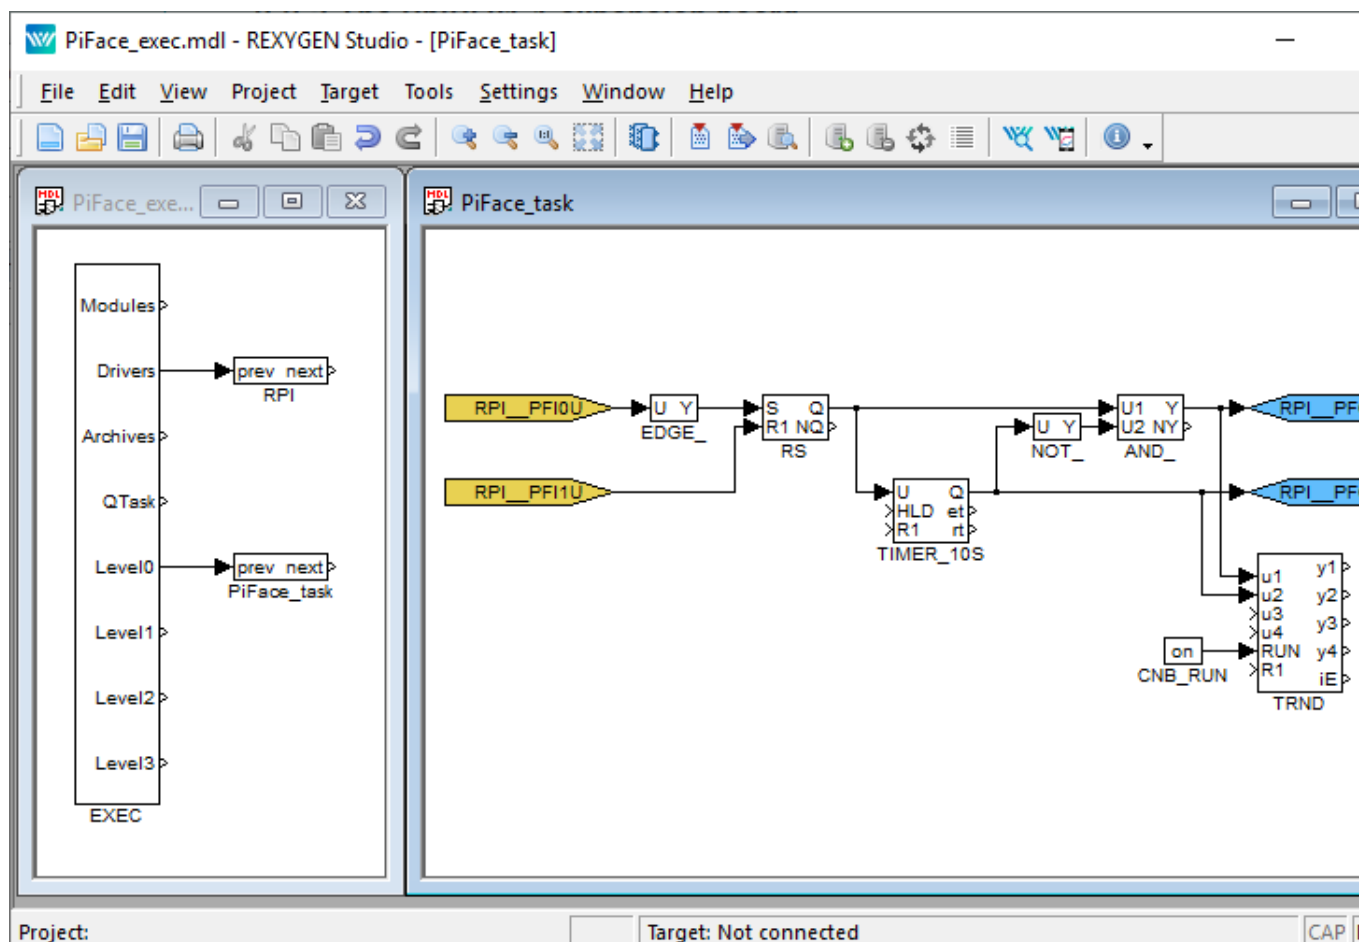 PiFace_exec.mdl - REXYGEN Studio - [PiFace_task]
File Edit View Project Target Tools Settings Window Help
PiFace_exe...
Modules
Drivers
prev next
RPI
Archives
QTask
Level0
prev next
PiFace_task
Level1
Level2
Level3
EXEC
PiFace_task
RPI__PFI0U
U Y
EDGE_
S Q
R1 NQ
RS
U Y
NOT_
U1 Y
U2 NY
AND_
RPI__PF
RPI__PFI1U
U Q
HLD et
R1 rt
TIMER_10S
RPI__PF
u1 y1
u2 y2
u3 y3
u4
RUN y4
R1 iE
TRND
on
CNB_RUN
Project:
Target: Not connected
CAP